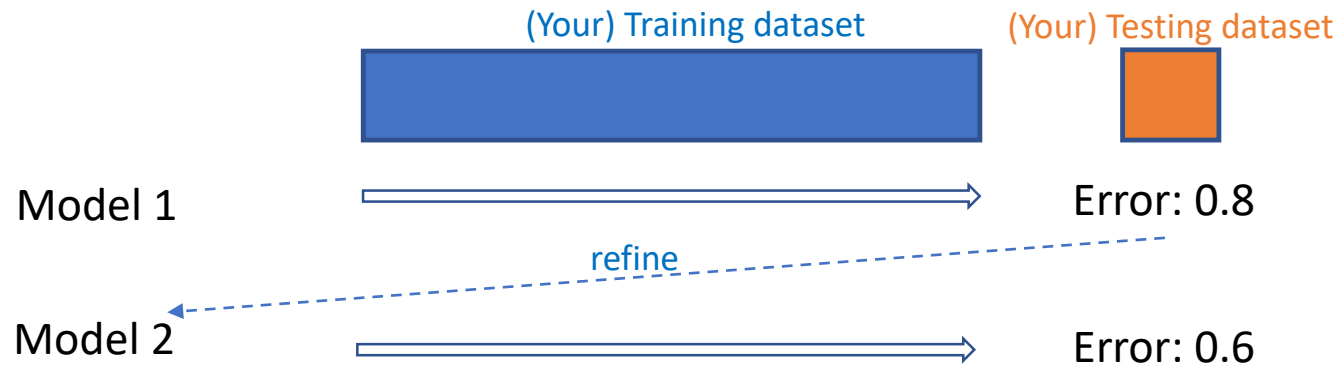 (Your) Training dataset
(Your) Testing dataset
Model 1
Error: 0.8
refine
Model 2
Error: 0.6